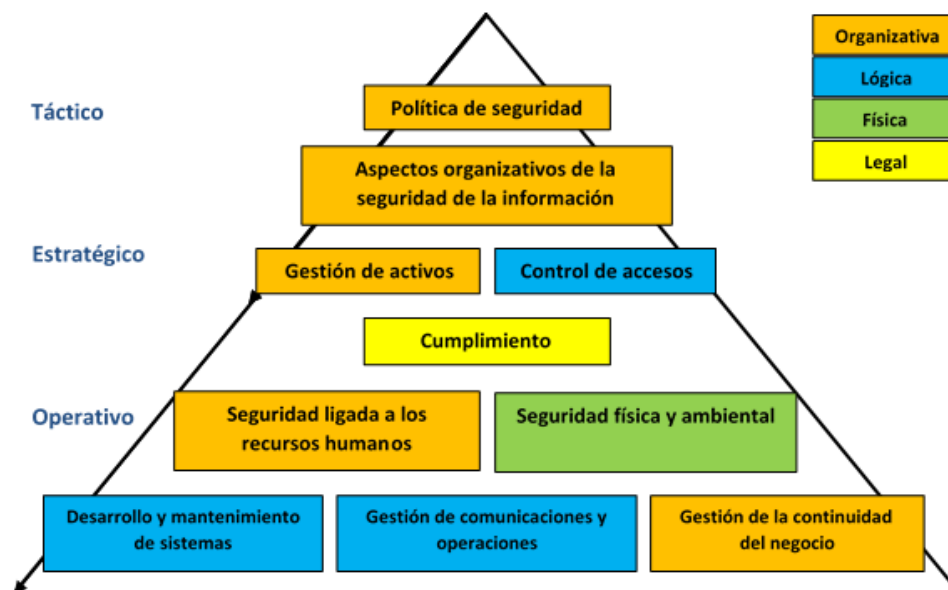 Organizativa
Lógica
Física
Legal
Táctico
Política de seguridad
Aspectos organizativos de la
seguridad de la información
Estratégico
Gestión de activos
Control de accesos
Cumplimiento
Operativo
Seguridad ligada a los
recursos humanos
Seguridad física y ambiental
Desarrollo y mantenimiento
de sistemas
Gestión de comunicaciones y
operaciones
Gestión de la continuidad
del negocio